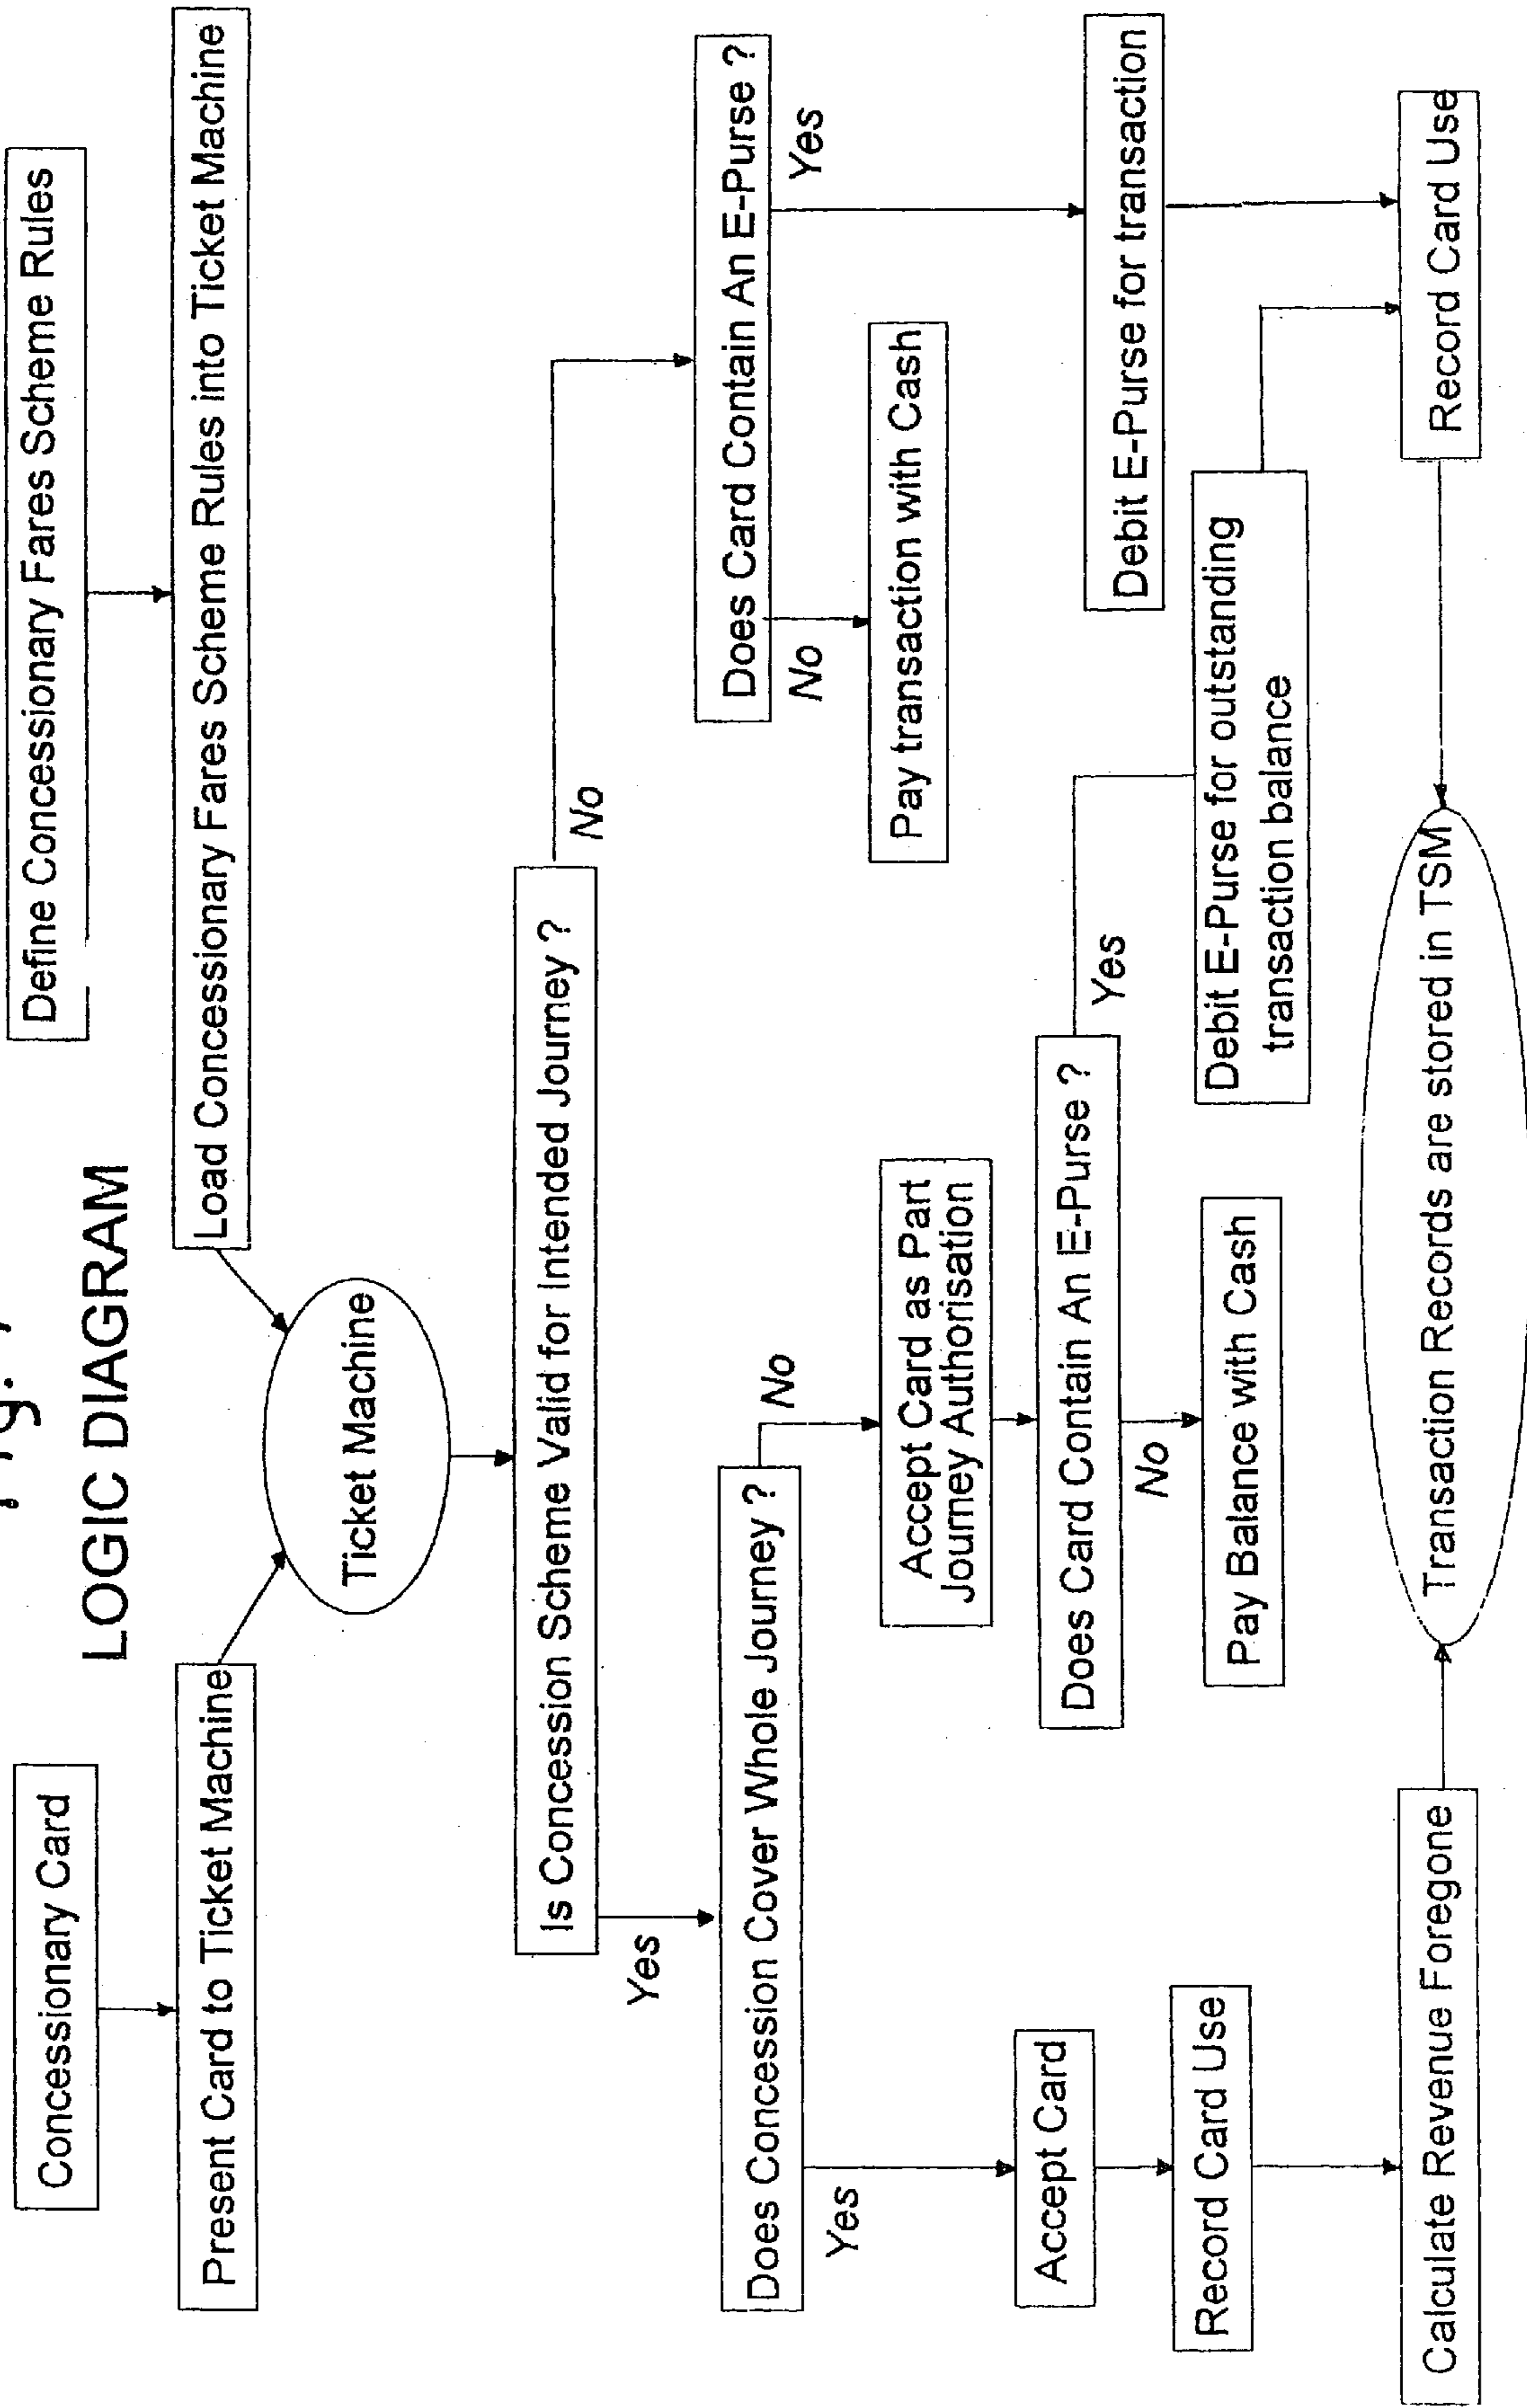 LOGIC DIAGRAM
Concessionary Card
Define Concessionary Fares Scheme Rules
Present Card to Ticket Machine
Load Concessionary Fares Scheme Rules into Ticket Machine
Ticket Machine
Is Concession Scheme Valid for Intended Journey ?
Yes
No
Does Concession Cover Whole Journey ?
Does Card Contain An E-Purse ?
Yes
No
No
Yes
Accept Card as Part
Journey Authorisation
Pay transaction with Cash
Accept Card
Does Card Contain An E-Purse ?
Debit E-Purse for transaction
No
Yes
Record Card Use
Pay Balance with Cash
Debit E-Purse for outstanding
transaction balance
Calculate Revenue Foregone
Transaction Records are stored in TSM
Record Card Use